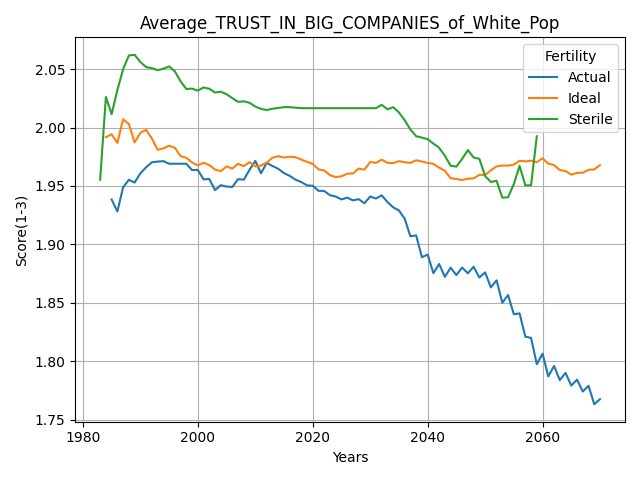 Average_TRUST_IN_BIG_COMPANIES_of_White_Pop
Fertility
Actual
Ideal
Sterile
Score(1-3)
2.05
2.00
1.95
1.90
1.85
1.80
1.75
1980 2000 2020 2040 2060
Years